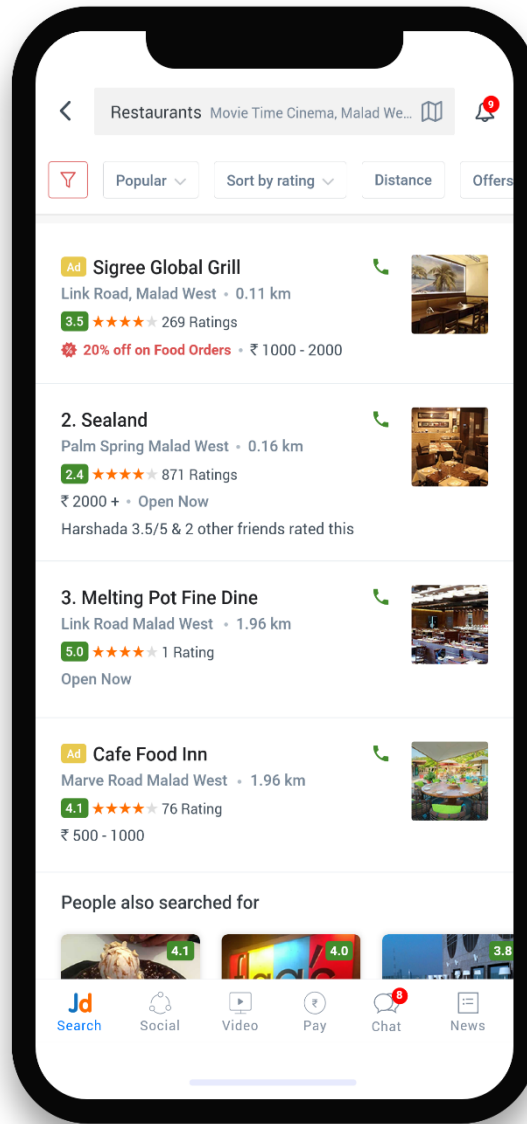 9
Restaurants Movie Time Cinema, Malad We...
Popular Sort by rating Distance Offers
Ad Sigree Global Grill
Link Road, Malad West • 0.11 km
3.5 ★★★★★ 269 Ratings
20% off on Food Orders • ₹ 1000 - 2000
2. Sealand
Palm Spring Malad West • 0.16 km
2.4 ★★★★★ 871 Ratings
₹ 2000 + • Open Now
Harshada 3.5/5 & 2 other friends rated this
3. Melting Pot Fine Dine
Link Road Malad West • 1.96 km
5.0 ★★★★★ 1 Rating
Open Now
Ad Cafe Food Inn
Marve Road Malad West • 1.96 km
4.1 ★★★★★ 76 Rating
₹ 500 - 1000
People also searched for
4.1 4.0 3.8
Jd ₹ 8
Search Social Video Pay Chat News